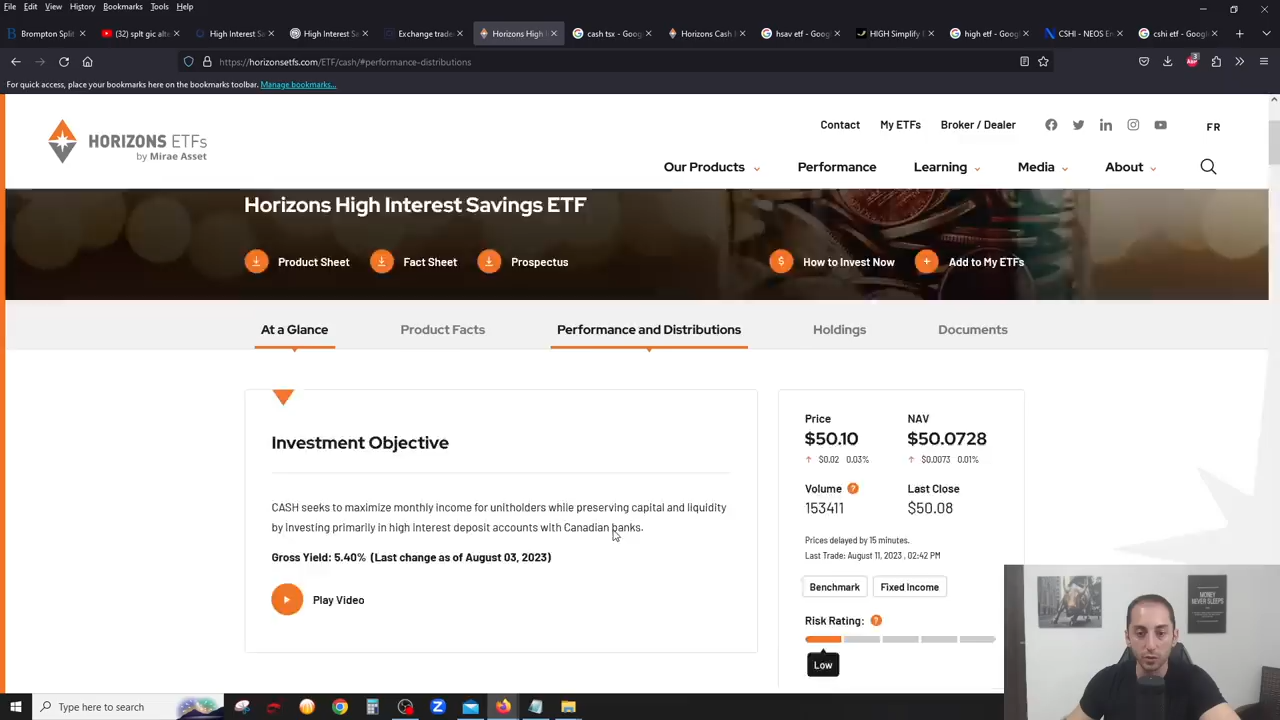 File Edit View History Bookmarks Tools Help
Brompton Split
(32) splt gic alte
High Interest Sa
High Interest Sa
Exchange trade
Horizons High I
cash tsx - Goog
Horizons Cash
hsav etf - Goog
HIGH Simplify E
high etf - Googl
CSHI - NEOS En
cshi etf - Googl
https://horizonsetfs.com/ETF/cash/#performance-distributions
For quick access, place your bookmarks here on the bookmarks toolbar. Manage bookmarks...
HORIZONS ETFs
by Mirae Asset
Contact My ETFs Broker / Dealer FR
Our Products Performance Learning Media About
Horizons High Interest Savings ETF
Product Sheet Fact Sheet Prospectus How to Invest Now Add to My ETFs
At a Glance Product Facts Performance and Distributions Holdings Documents
Investment Objective
CASH seeks to maximize monthly income for unitholders while preserving capital and liquidity
by investing primarily in high interest deposit accounts with Canadian banks.
Gross Yield: 5.40% (Last change as of August 03, 2023)
Play Video
Price NAV
$50.10 $50.0728
$0.02 0.03% $0.0073 0.01%
Volume ? Last Close
153411 $50.08
Prices delayed by 15 minutes.
Last Trade: August 11, 2023 , 02:42 PM
Benchmark Fixed Income
Risk Rating: ?
Low
MONEY
NEVER SLEEPS
Type here to search